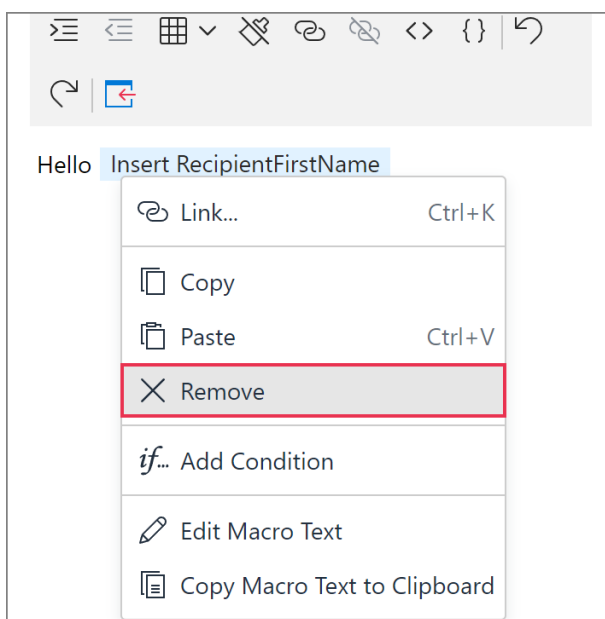 Hello Insert RecipientFirstName
Link... Ctrl+K
Copy
Paste Ctrl+V
Remove
if... Add Condition
Edit Macro Text
Copy Macro Text to Clipboard